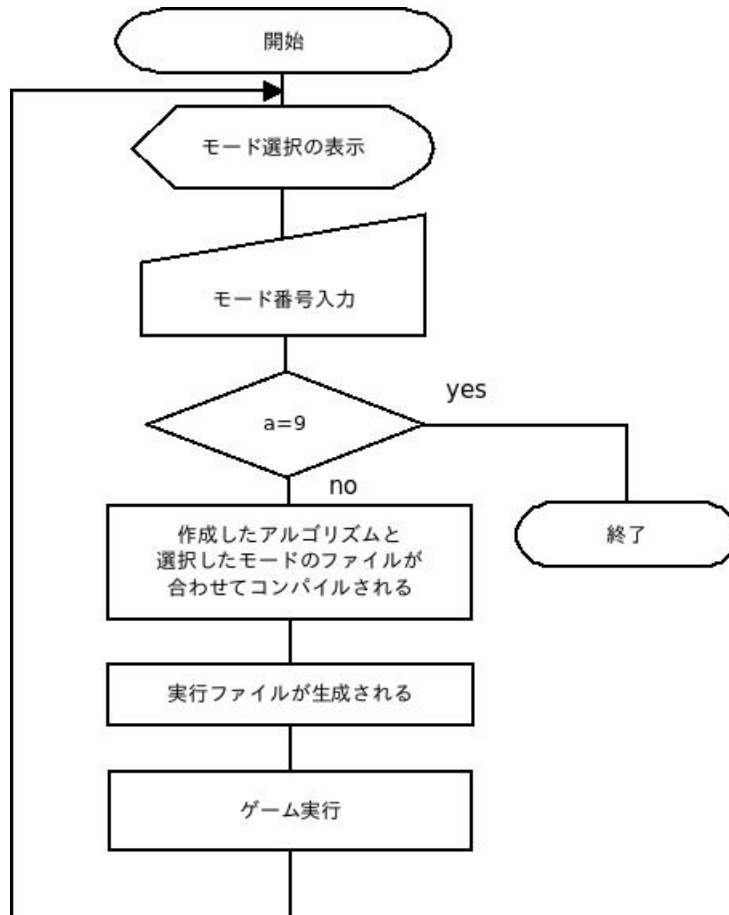 開始
モード選択の表示
モード番号入力
a=9
yes
no
作成したアルゴリズムと
選択したモードのファイルが
合わせてコンパイルされる
終了
実行ファイルが生成される
ゲーム実行